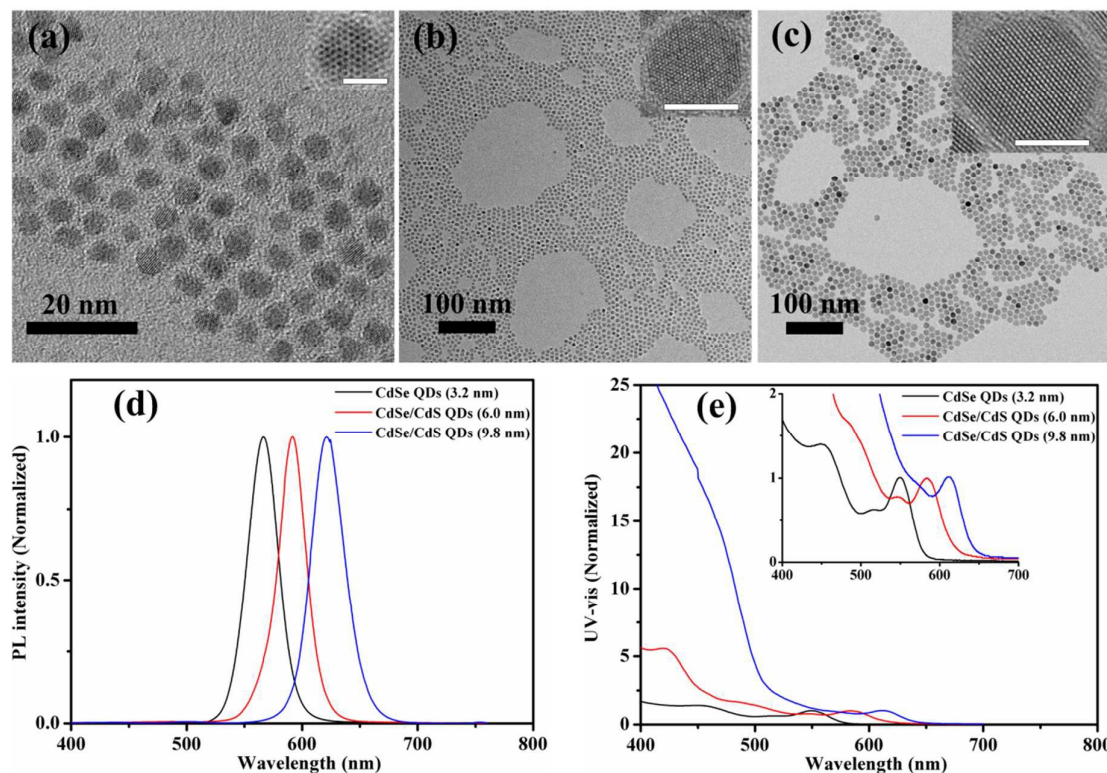 (a)
20 nm
(b)
100 nm
(c)
100 nm
(d)
CdSe QDs (3.2 nm)
CdSe/CdS QDs (6.0 nm)
CdSe/CdS QDs (9.8 nm)
PL intensity (Normalized)
1.0
0.5
0.0
400 500 600 700 800
Wavelength (nm)
(e)
CdSe QDs (3.2 nm)
CdSe/CdS QDs (6.0 nm)
CdSe/CdS QDs (9.8 nm)
UV-vis (Normalized)
25
20
15
10
5
0
2
1
0
400 500 600 700
400 500 600 700 800
Wavelength (nm)